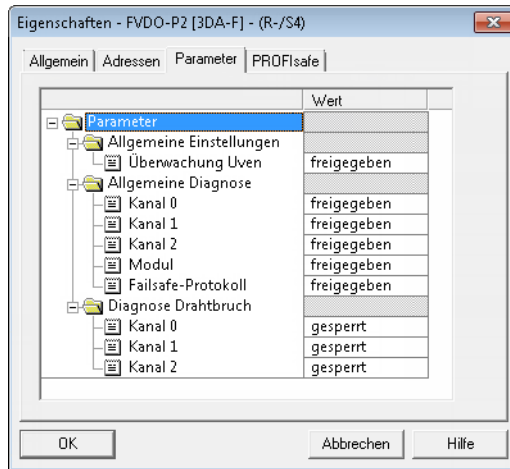 Eigenschaften - FVDO-P2 [3DA-F] - (R-/S4)
Allgemein Adressen Parameter PROFIsafe
Wert
Parameter
Allgemeine Einstellungen
Überwachung Uven freigegeben
Allgemeine Diagnose
Kanal 0 freigegeben
Kanal 1 freigegeben
Kanal 2 freigegeben
Modul freigegeben
Failsafe-Protokoll freigegeben
Diagnose Drahtbruch
Kanal 0 gesperrt
Kanal 1 gesperrt
Kanal 2 gesperrt
OK Abbrechen Hilfe